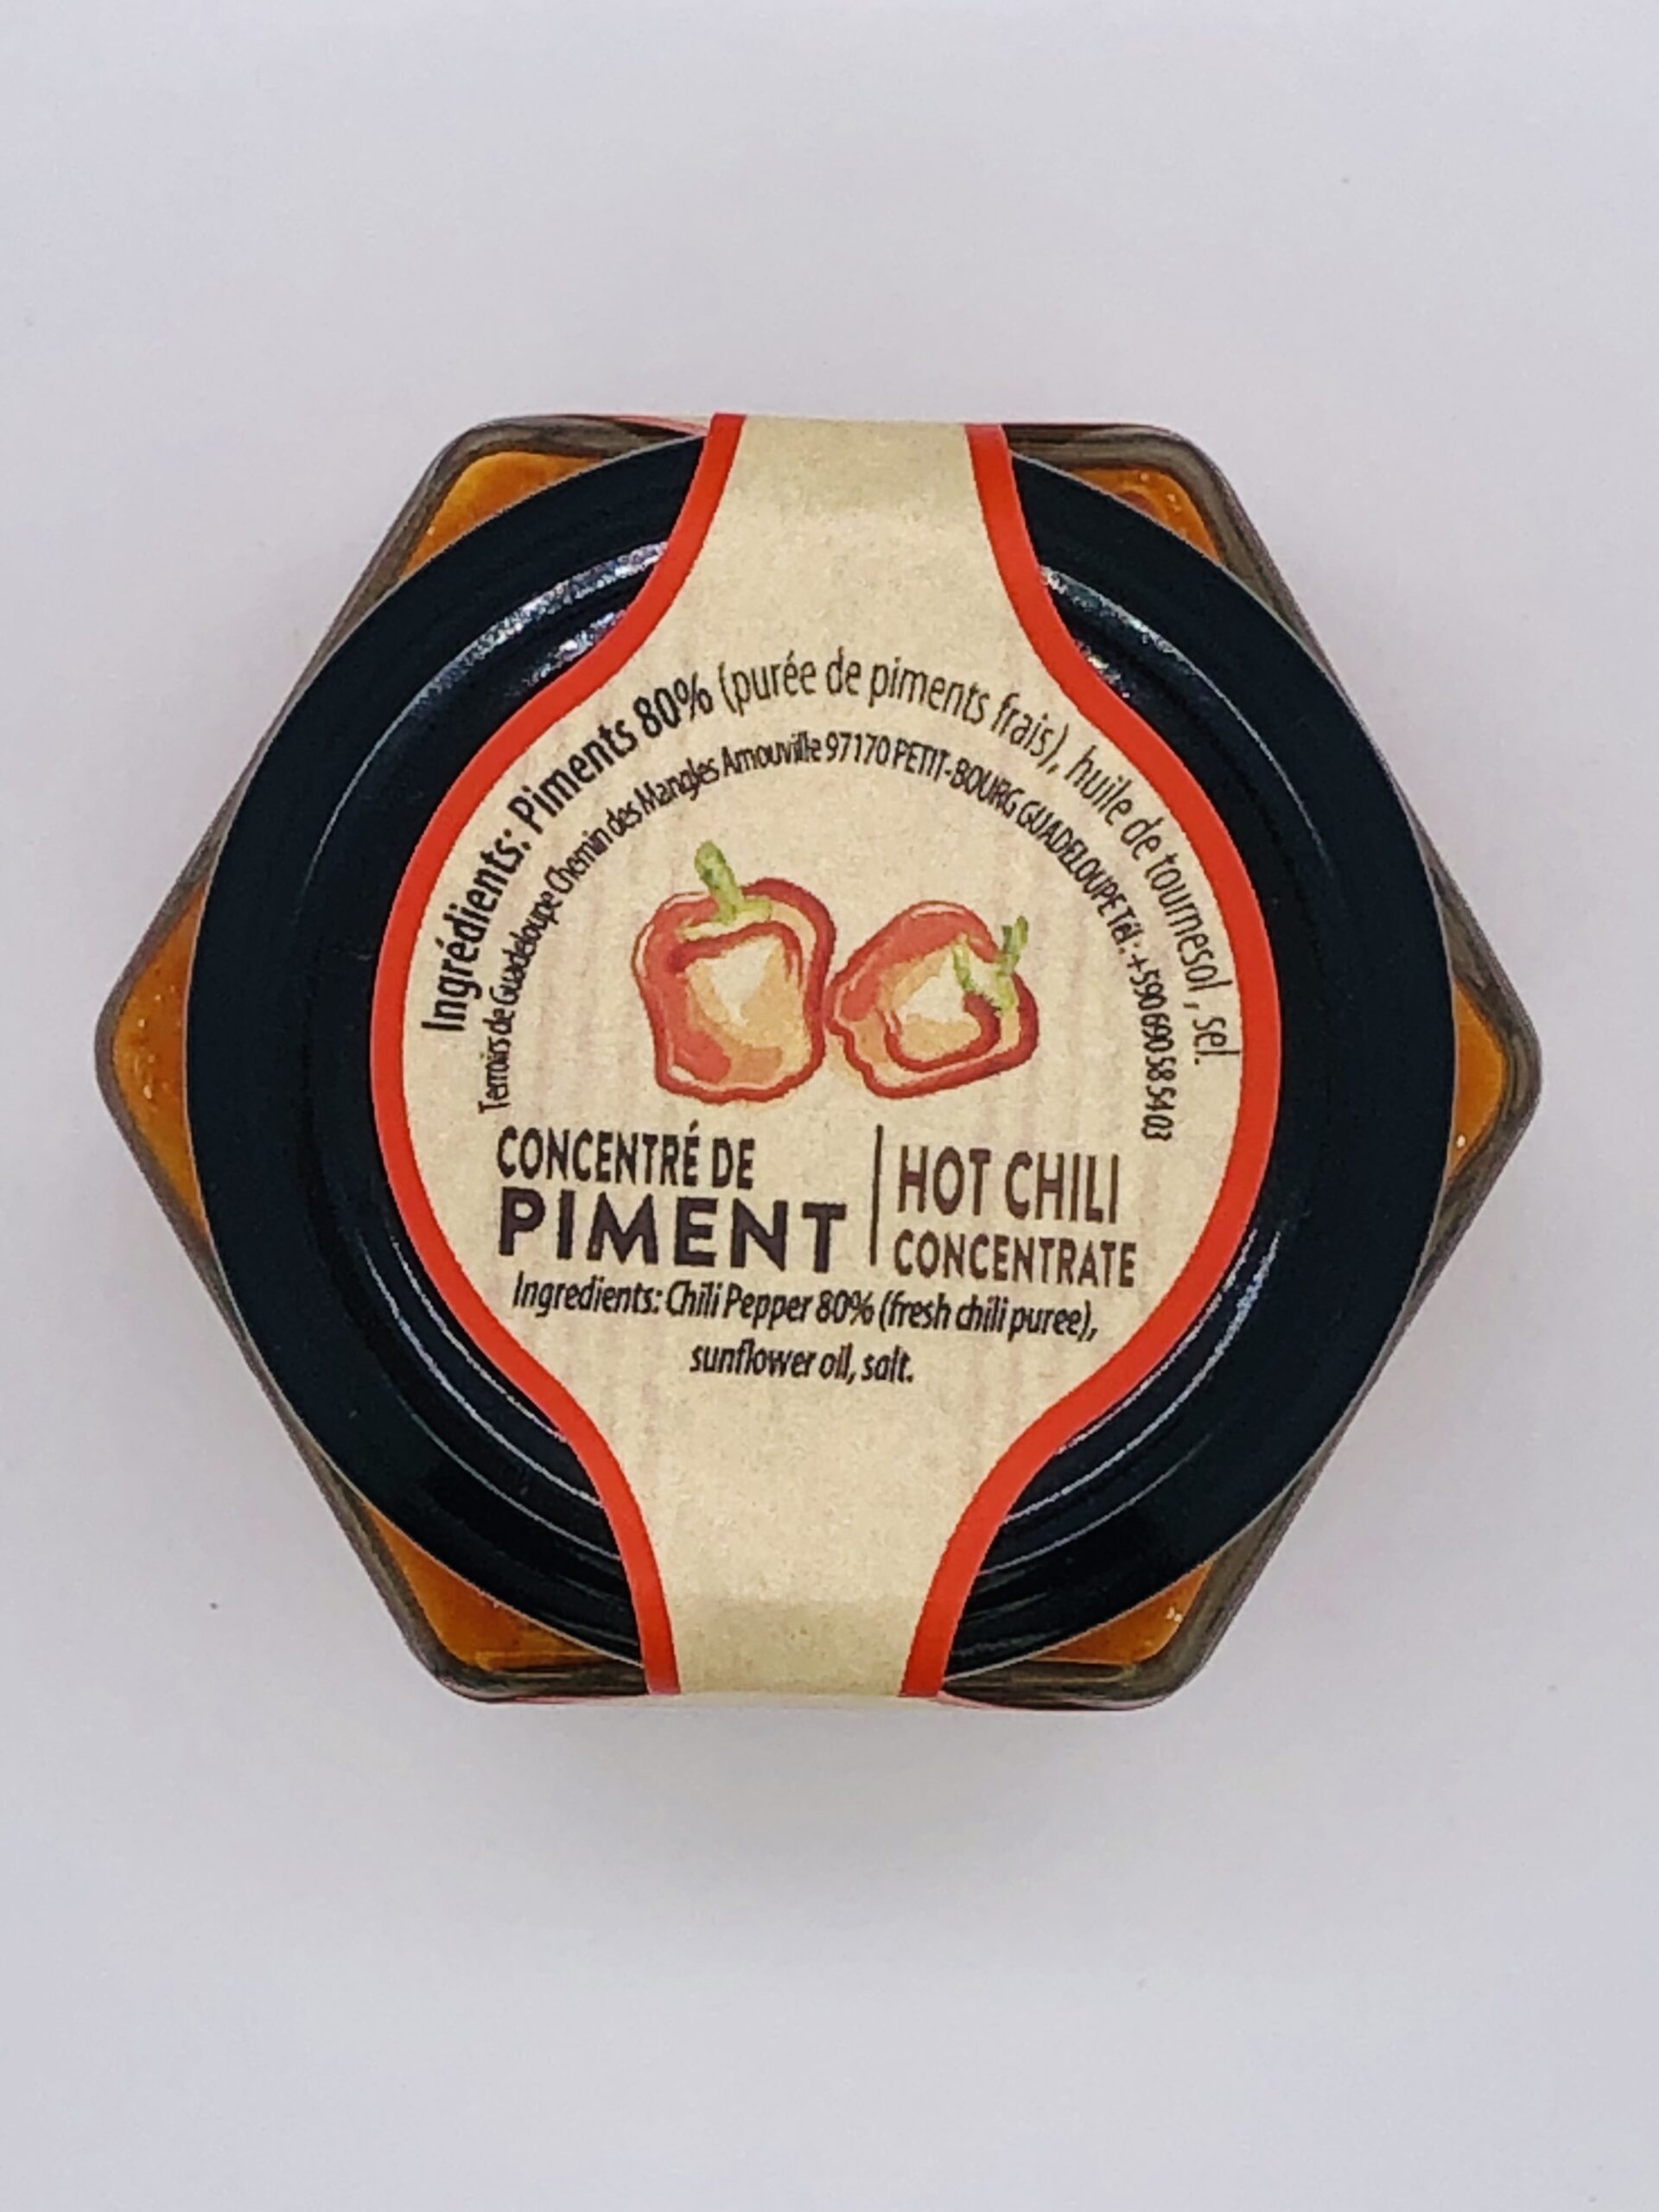 Ingrédients: Piments 80% (purée de piments frais), huile de tournesol, sel.
Terroirs de Guadeloupe Chemin des Mangles Arnouville 97170 PETIT-BOURG GUADELOUPE Tél.: +590 690 58 54 03
CONCENTRÉ DE
PIMENT
HOT CHILI
CONCENTRATE
Ingredients: Chili Pepper 80% (fresh chili puree),
sunflower oil, salt.